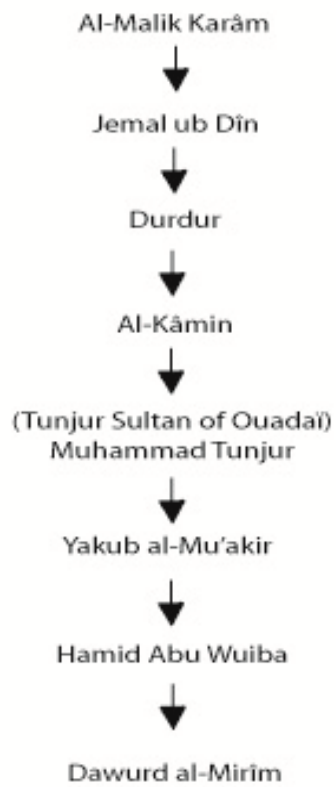 Al-Malik Karâm
Jemal ub Dîn
Durdur
Al-Kâmin
(Tunjur Sultan of Ouadaï)
Muhammad Tunjur
Yakub al-Mu'akir
Hamid Abu Wuiba
Dawurd al-Mirîm